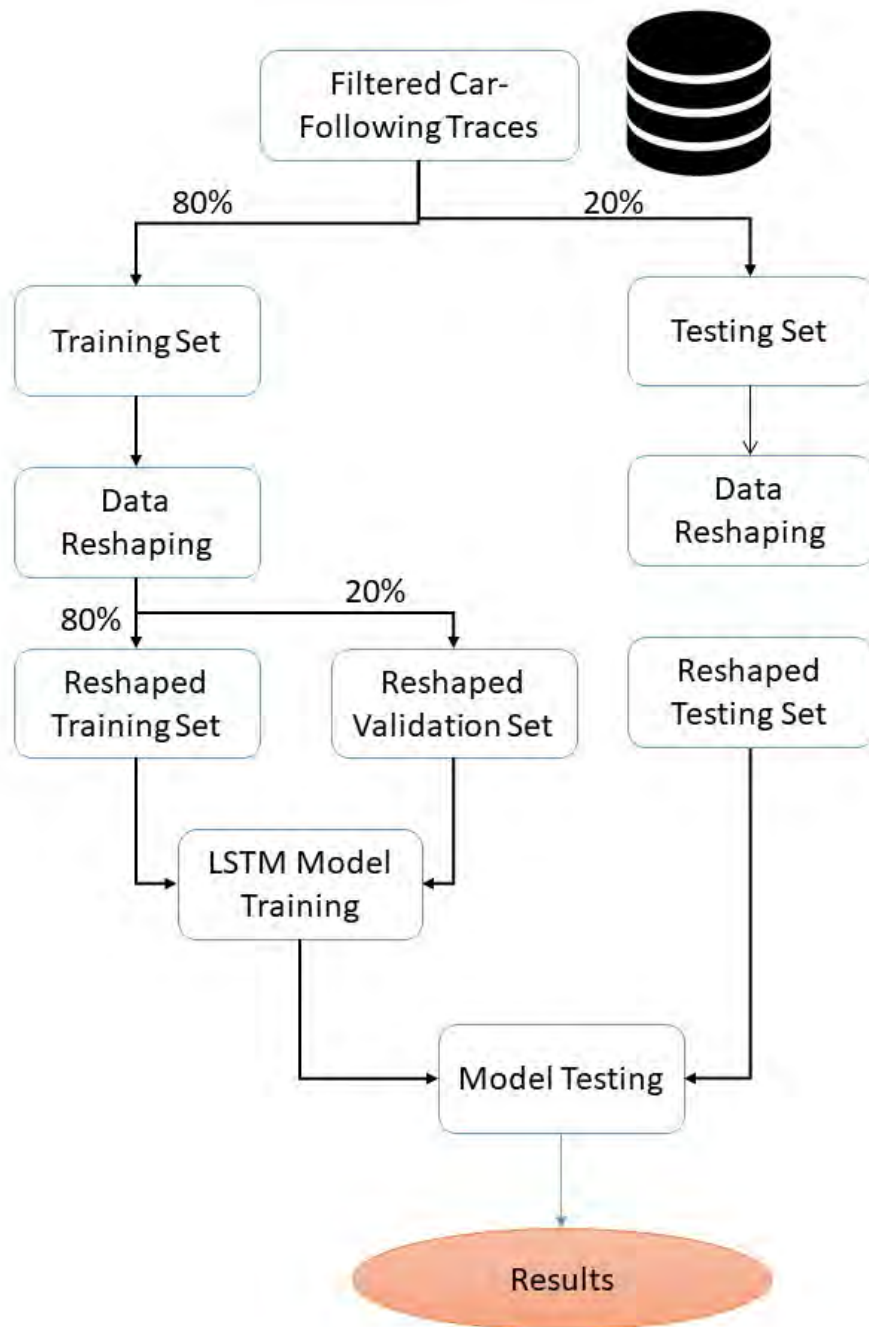 Filtered Car-
Following Traces
80%
20%
Training Set
Testing Set
Data
Reshaping
Data
Reshaping
80%
20%
Reshaped
Training Set
Reshaped
Validation Set
Reshaped
Testing Set
LSTM Model
Training
Model Testing
Results